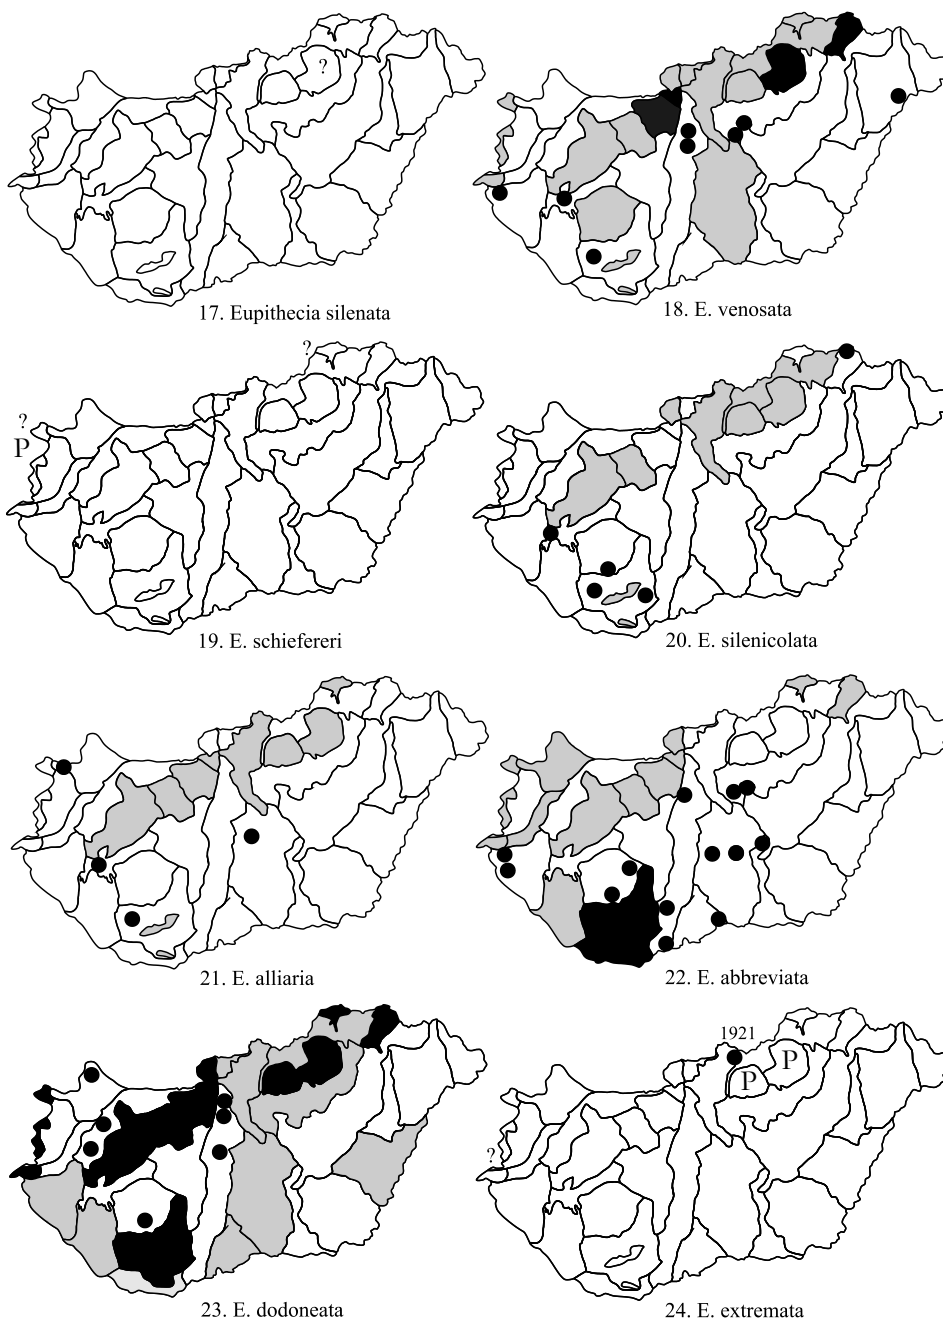 ?
17. Eupithecia silenata
18. E. venosata
?
?
P
19. E. schiefereri
20. E. silenicolata
21. E. alliaria
22. E. abbreviata
23. E. dodoneata
1921
P
P
?
24. E. extremata